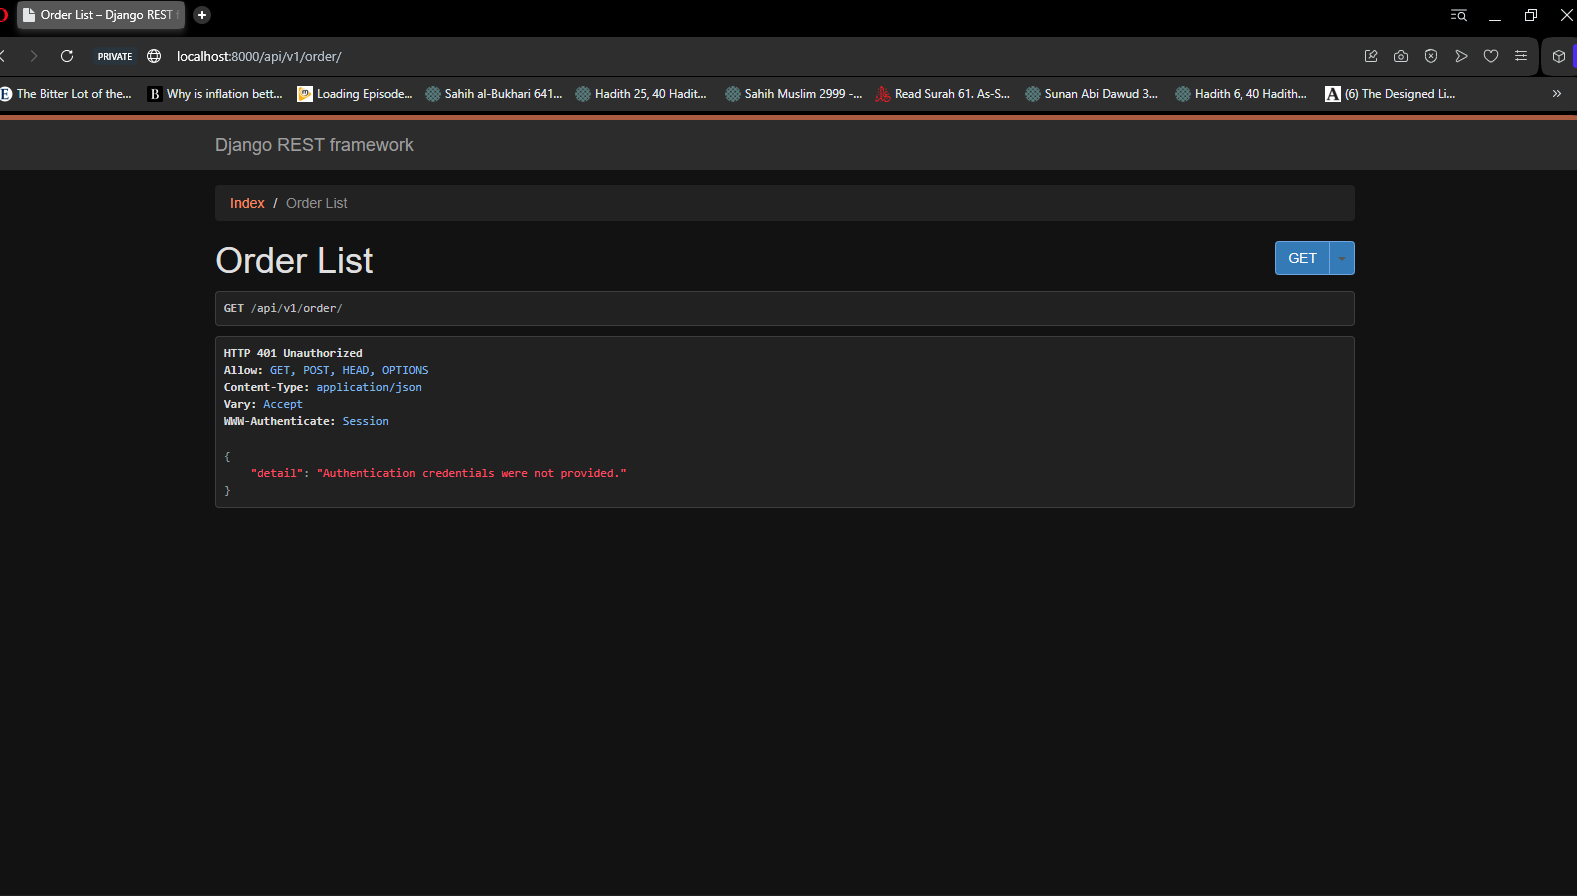 Order List – Django REST f
PRIVATE localhost:8000/api/v1/order/
The Bitter Lot of the... B Why is inflation bett... Loading Episode... Sahih al-Bukhari 641... Hadith 25, 40 Hadit... Sahih Muslim 2999 -... Read Surah 61. As-S... Sunan Abi Dawud 3... Hadith 6, 40 Hadith... A (6) The Designed Li... »
Django REST framework
Index / Order List
Order List GET
GET /api/v1/order/
HTTP 401 Unauthorized
Allow: GET, POST, HEAD, OPTIONS
Content-Type: application/json
Vary: Accept
WWW-Authenticate: Session
{
"detail": "Authentication credentials were not provided."
}